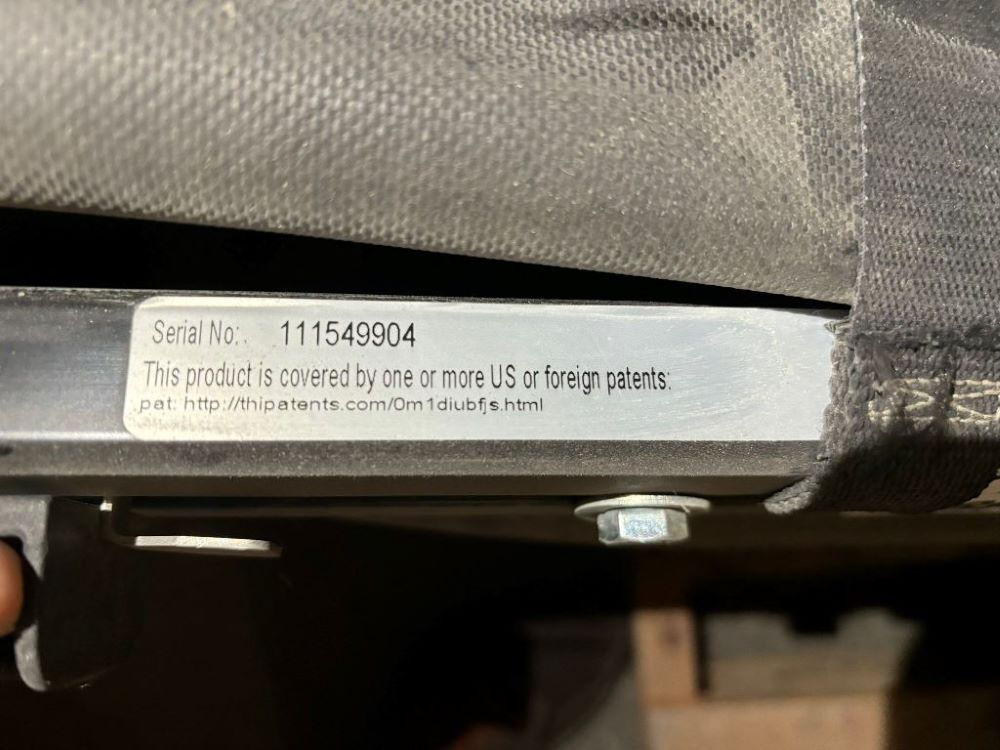 Serial No: 111549904
This product is covered by one or more US or foreign patents:
pat: http://thipatents.com/0m1diubfjs.html